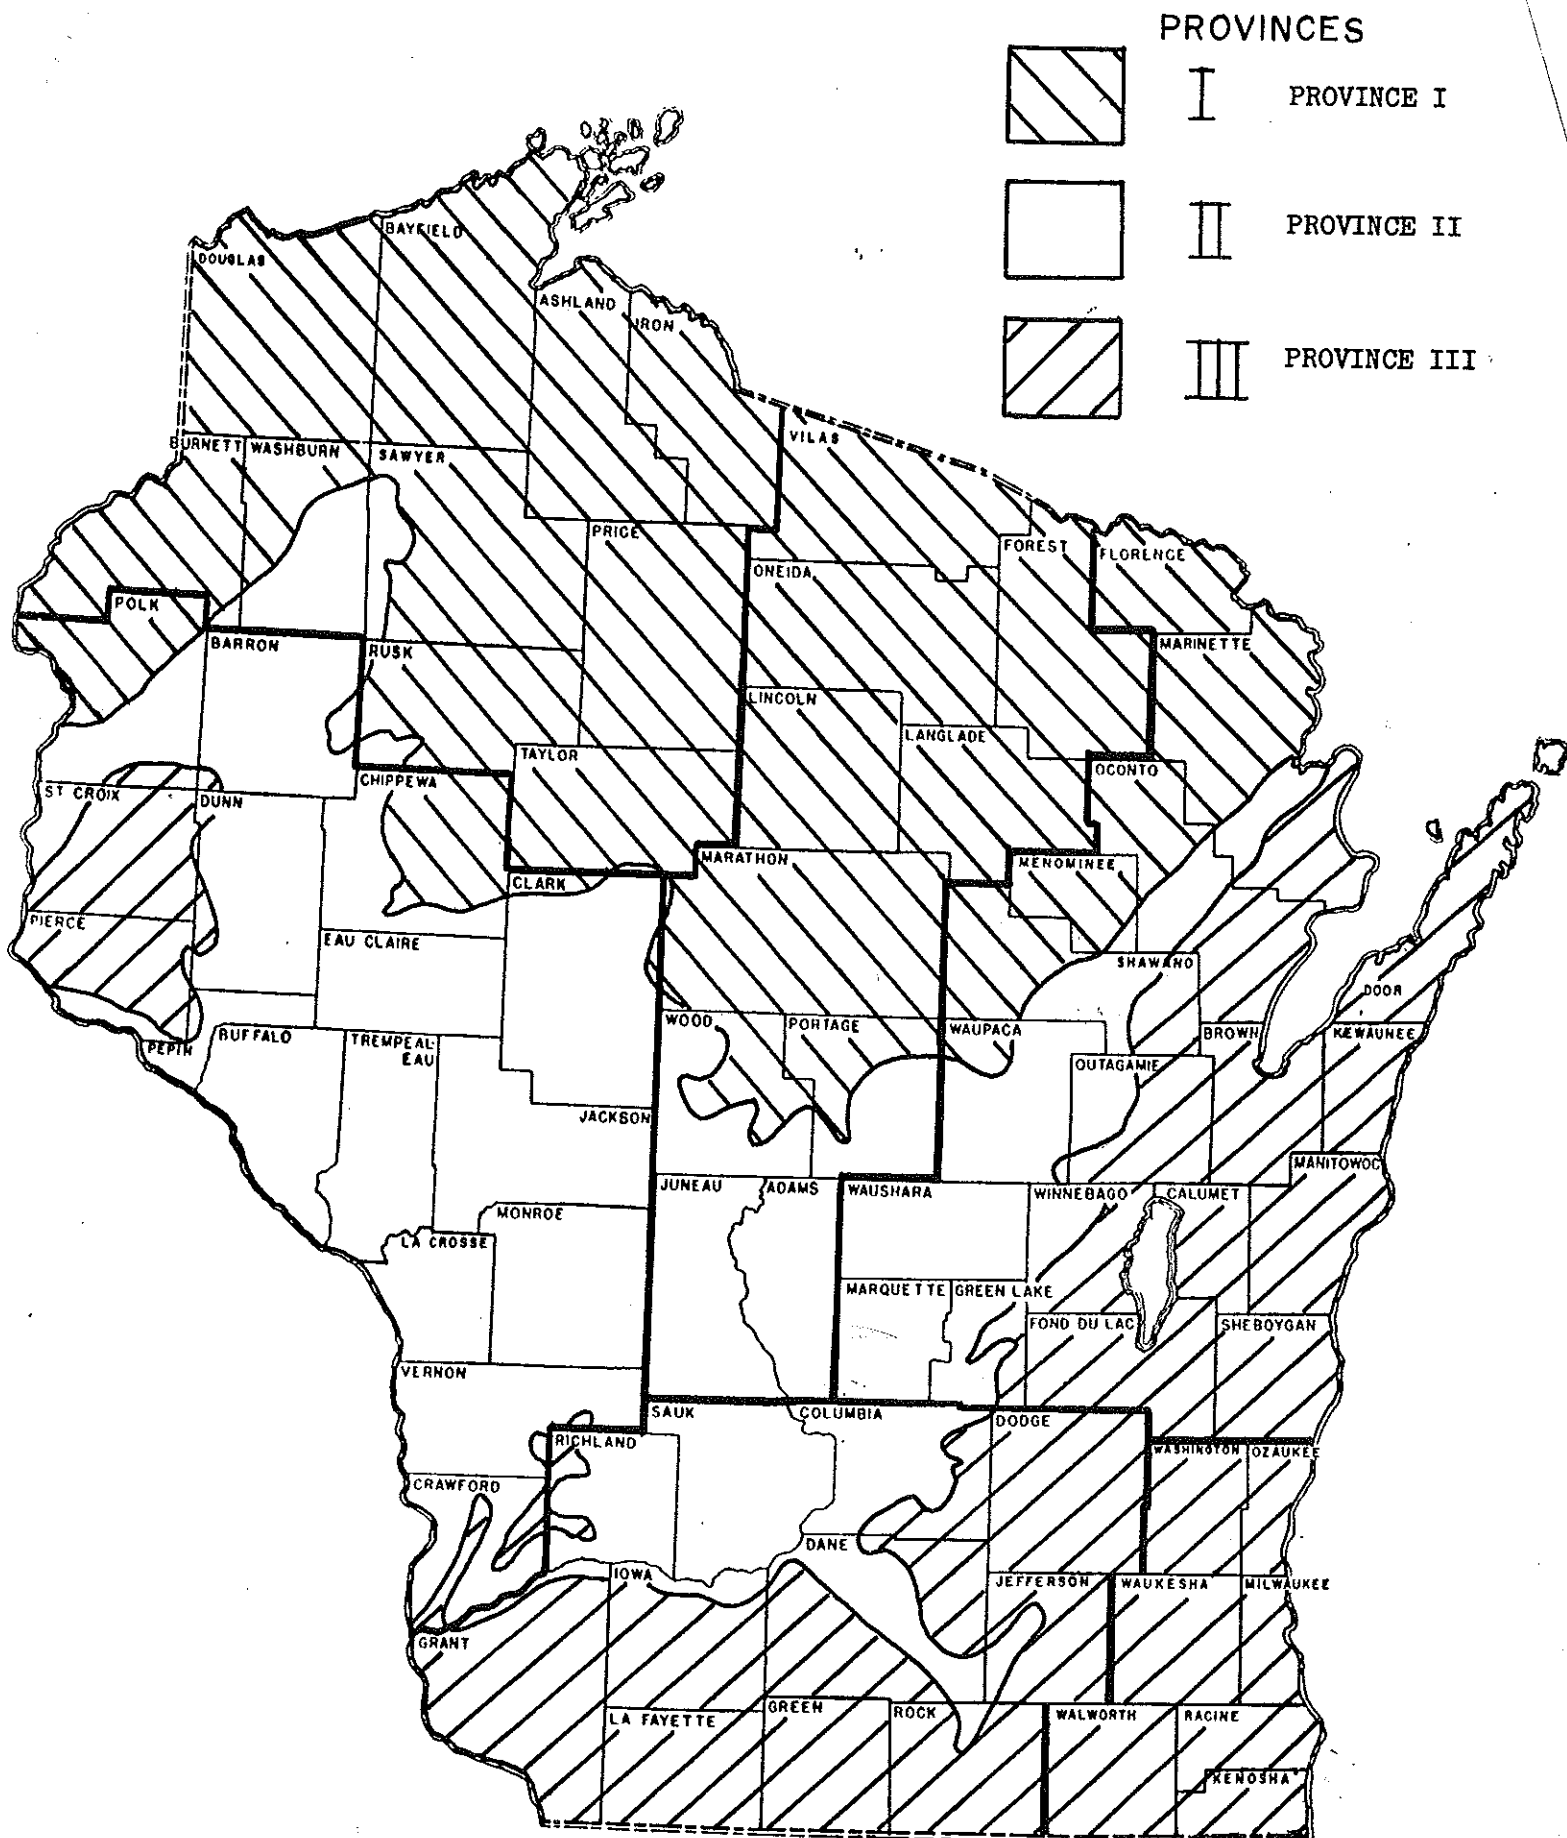 PROVINCES
I PROVINCE I
II PROVINCE II
III PROVINCE III
BAYFIELD
DOUGLAS
ASHLAND
IRON
VILAS
BURNETT
WASHBURN
SAWYER
PRICE
FOREST
FLORENCE
ONEIDA
POLK
BARRON
RUSK
MARINETTE
LINCOLN
LANGLADE
TAYLOR
OCONTO
ST CROIX
DUNN
CHIPPEWA
MARATHON
MENOMINEE
CLARK
PIERCE
EAU CLAIRE
SHAWANO
DOOR
PEPIN
BUFFALO
TREMPEAL-
EAU
WOOD
PORTAGE
WAUPACA
BROWN
KEWAUNEE
OUTAGAMIE
JACKSON
MANITOWOC
JUNEAU
ADAMS
WAUSHARA
WINNEBAGO
CALUMET
MONROE
LA CROSSE
MARQUETTE
GREEN LAKE
FOND DU LAC
SHEBOYGAN
VERNON
SAUK
COLUMBIA
DODGE
RICHLAND
WASHINGTON
OZAUKEE
CRAWFORD
DANE
IOWA
JEFFERSON
WAUKESHA
MILWAUKEE
GRANT
LA FAYETTE
GREEN
ROCK
WALWORTH
RACINE
KENOSHA